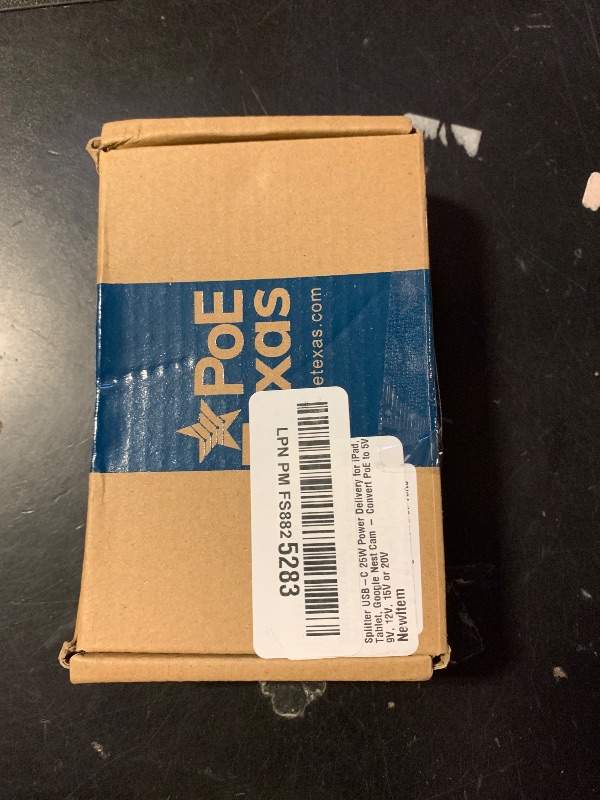 PoE
Texas
etexas.com
LPN PM FS882 5283
Splitter USB-C 25W Power Delivery for iPad,
Tablet, Google Nest Cam - Convert PoE to 5V
9V, 12V, 15V or 20V
NewItem